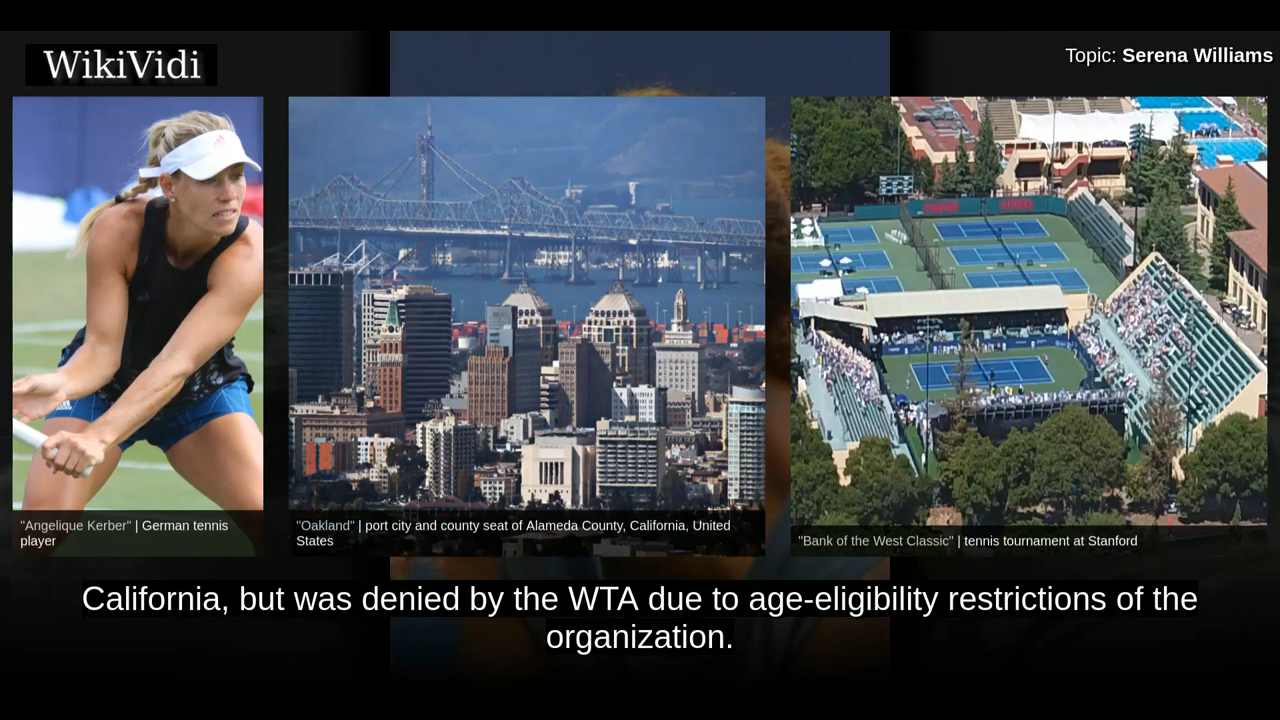 WikiVidi
Topic: Serena Williams
"Angelique Kerber" | German tennis
player
"Oakland" | port city and county seat of Alameda County, California, United
States
"Bank of the West Classic" | tennis tournament at Stanford
California, but was denied by the WTA due to age-eligibility restrictions of the
organization.